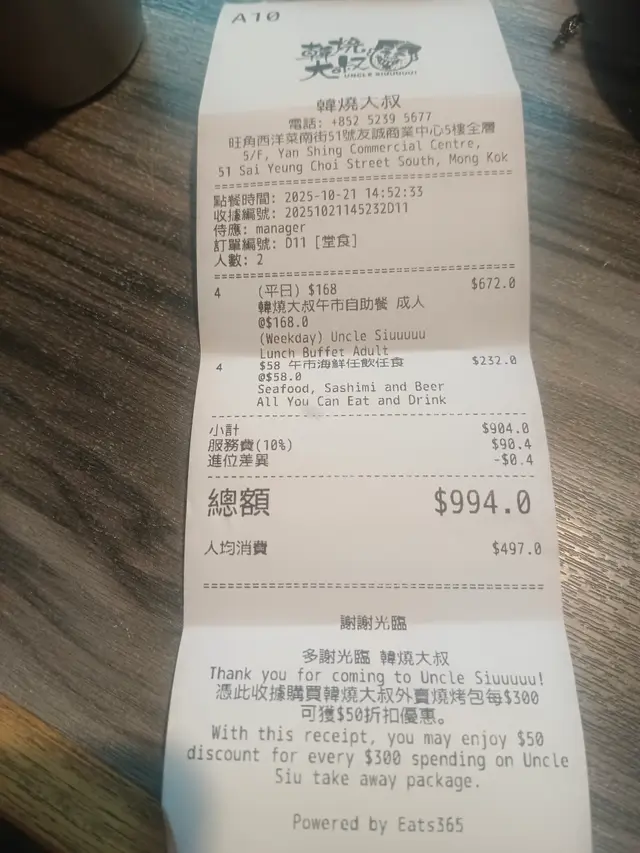 A10
韓燒
大叔
UNCLE SIUUUUU!
韓燒大叔
電話: +852 5239 5677
旺角西洋菜南街51號友誠商業中心5樓全層
5/F, Yan Shing Commercial Centre,
51 Sai Yeung Choi Street South, Mong Kok
點餐時間: 2025-10-21 14:52:33
收據編號: 20251021145232D11
侍應: manager
訂單編號: D11 [堂食]
人數: 2
4 (平日) $168 $672.0
韓燒大叔午市自助餐 成人
@$168.0
(Weekday) Uncle Siuuuuu
Lunch Buffet Adult
4 $58 午市海鮮任飲任食 $232.0
@$58.0
Seafood, Sashimi and Beer
All You Can Eat and Drink
小計 $904.0
服務費(10%) $90.4
進位差異 -$0.4
總額 $994.0
人均消費 $497.0
謝謝光臨
多謝光臨 韓燒大叔
Thank you for coming to Uncle Siuuuuu!
憑此收據購買韓燒大叔外賣燒烤包每$300
可獲$50折扣優惠。
With this receipt, you may enjoy $50
discount for every $300 spending on Uncle
Siu take away package.
Powered by Eats365